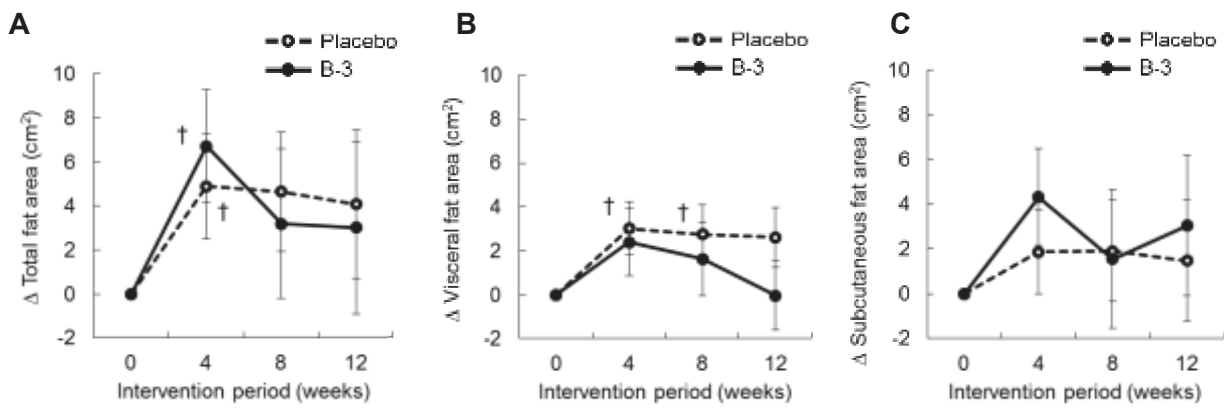 A
Placebo
B-3
Δ Total fat area (cm²)
10
8
6
4
2
0
-2
†
†
0 4 8 12
Intervention period (weeks)
B
Placebo
B-3
Δ Visceral fat area (cm²)
10
8
6
4
2
0
-2
† †
0 4 8 12
Intervention period (weeks)
C
Placebo
B-3
Δ Subcutaneous fat area (cm²)
10
8
6
4
2
0
-2
0 4 8 12
Intervention period (weeks)